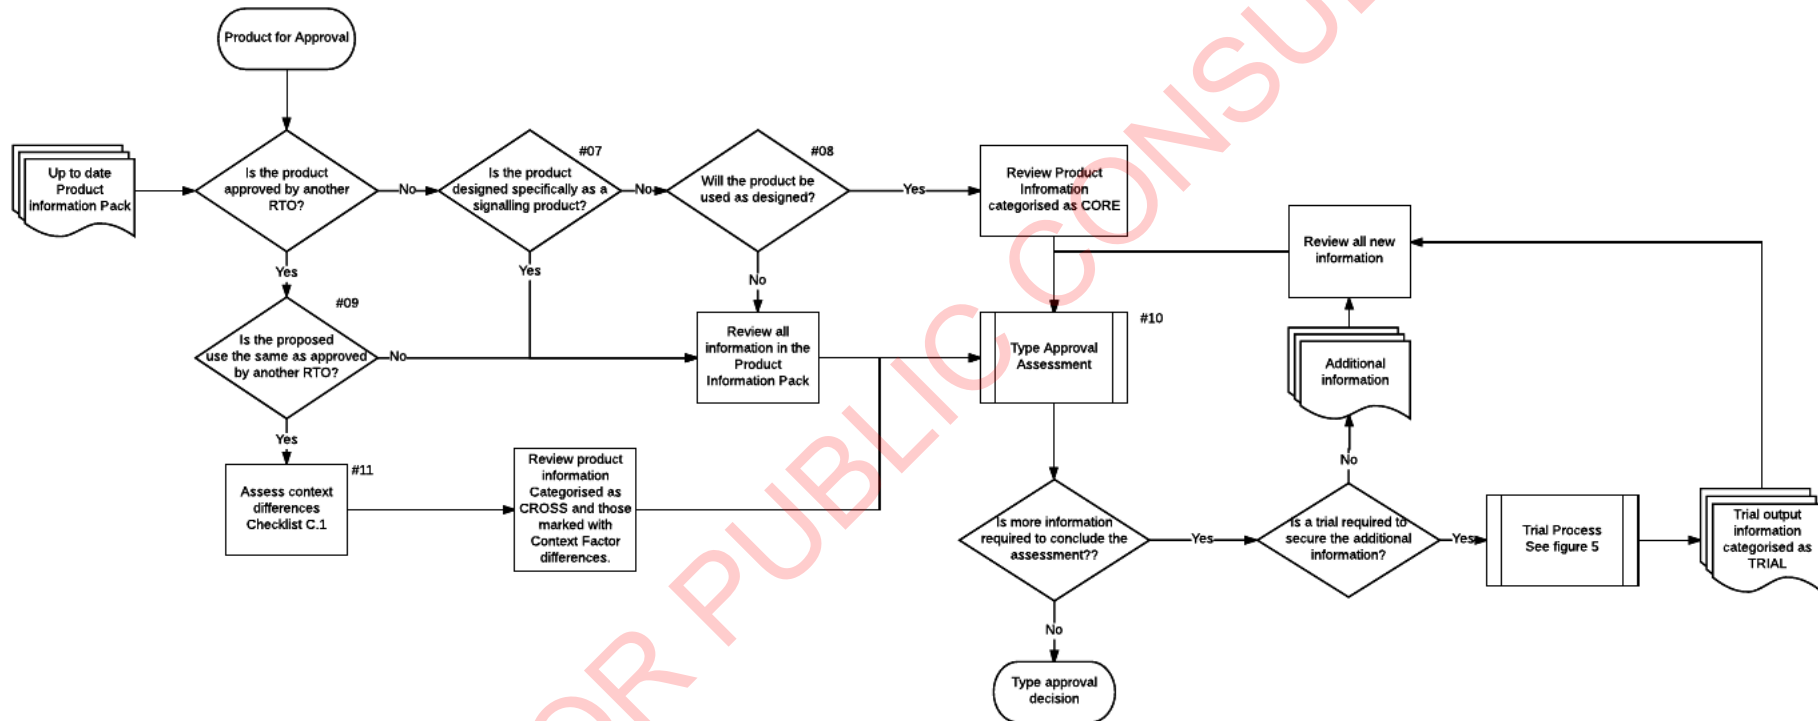 Product for Approval
Up to date
Product
information Pack
Is the product
approved by another
RTO?
No
#07
Is the product
designed specifically as a
signalling product?
No
#08
Will the product be
used as designed?
Yes
Review Product
Infromation
categorised as CORE
Review all new
information
Yes
Yes
No
#09
Is the proposed
use the same as approved
by another RTO?
No
Review all
information in the
Product
Information Pack
Type Approval
Assessment
#10
Additional
information
Yes
No
#11
Assess context
differences
Checklist C.1
Review product
information
Categorised as
CROSS and those
marked with
Context Factor
differences.
Is more information
required to conclude the
assessment??
Yes
Is a trial required to
secure the additional
information?
Yes
Trial Process
See figure 5
Trial output
information
categorised as
TRIAL
No
Type approval
decision
OR PUBLIC CONSU